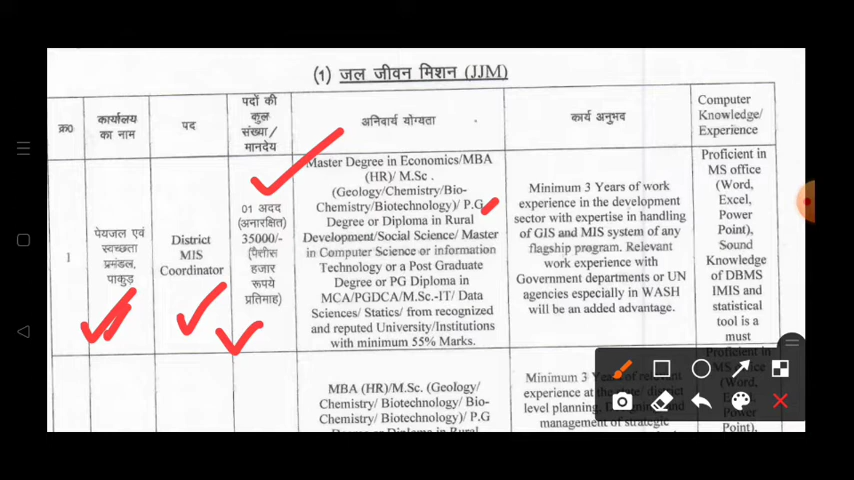 (1) जल जीवन मिशन (JJM)
क्र0
कार्यालय
का नाम
पद
पदों की
कुल
संख्या/
मानदेय
अनिवार्य योग्यता
कार्य अनुभव
Computer
Knowledge/
Experience
1
पेयजल एवं
स्वच्छता
प्रमंडल,
पाकुड़
District
MIS
Coordinator
01 अदद
(अनारक्षित)
35000/-
(पैंतीस
हजार
रूपये
प्रतिमाह)
Master Degree in Economics/MBA
(HR)/ M.Sc .
(Geology/Chemistry/Bio-
Chemistry/Biotechnology)/ P.G
Degree or Diploma in Rural
Development/Social Science/ Master
in Computer Science or information
Technology or a Post Graduate
Degree or PG Diploma in
MCA/PGDCA/M.Sc.-IT/ Data
Sciences/ Statics/ from recognized
and reputed University/Institutions
with minimum 55% Marks.
Minimum 3 Years of work
experience in the development
sector with expertise in handling
of GIS and MIS system of any
flagship program. Relevant
work experience with
Government departments or UN
agencies especially in WASH
will be an added advantage.
Proficient in
MS office
(Word,
Excel,
Power
Point),
Sound
Knowledge
of DBMS
IMIS and
statistical
tool is a
must
MBA (HR)/M.Sc. (Geology/
Chemistry/ Biotechnology/ Bio-
Chemistry/ Biotechnology)/ P.G
Minimum 3 Years of relevant
experience at the state/ district
level planning.
management of strategic
Proficient in
MS office
(Word,
Power
Point),